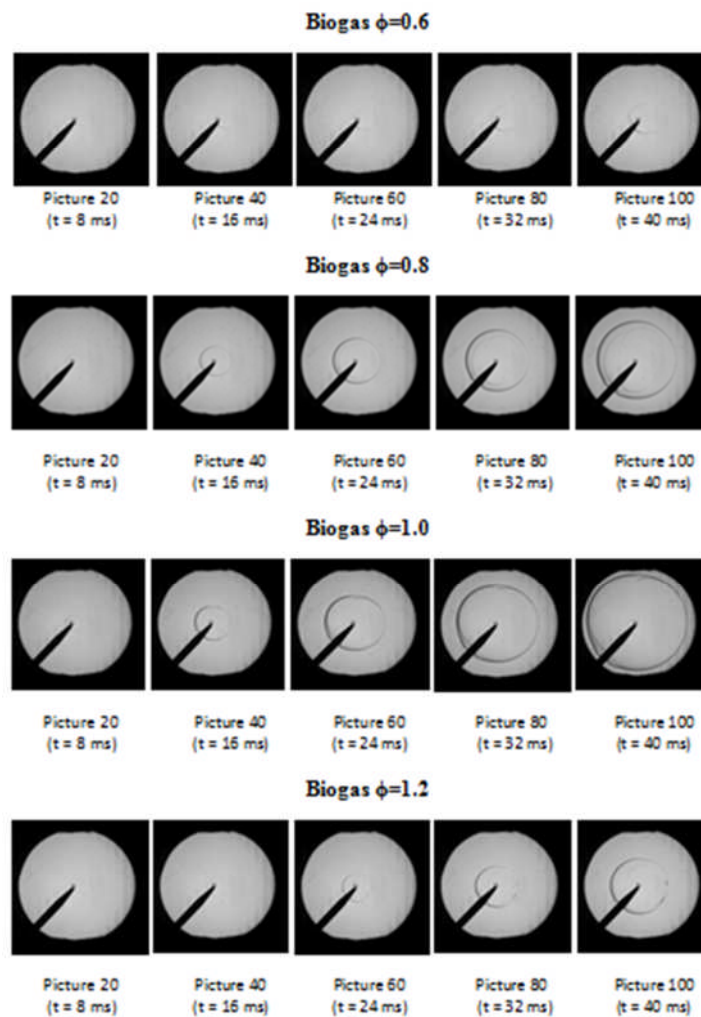 Biogas ϕ=0.6
Picture 20 Picture 40 Picture 60 Picture 80 Picture 100
(t = 8 ms) (t = 16 ms) (t = 24 ms) (t = 32 ms) (t = 40 ms)
Biogas ϕ=0.8
Picture 20 Picture 40 Picture 60 Picture 80 Picture 100
(t = 8 ms) (t = 16 ms) (t = 24 ms) (t = 32 ms) (t = 40 ms)
Biogas ϕ=1.0
Picture 20 Picture 40 Picture 60 Picture 80 Picture 100
(t = 8 ms) (t = 16 ms) (t = 24 ms) (t = 32 ms) (t = 40 ms)
Biogas ϕ=1.2
Picture 20 Picture 40 Picture 60 Picture 80 Picture 100
(t = 8 ms) (t = 16 ms) (t = 24 ms) (t = 32 ms) (t = 40 ms)